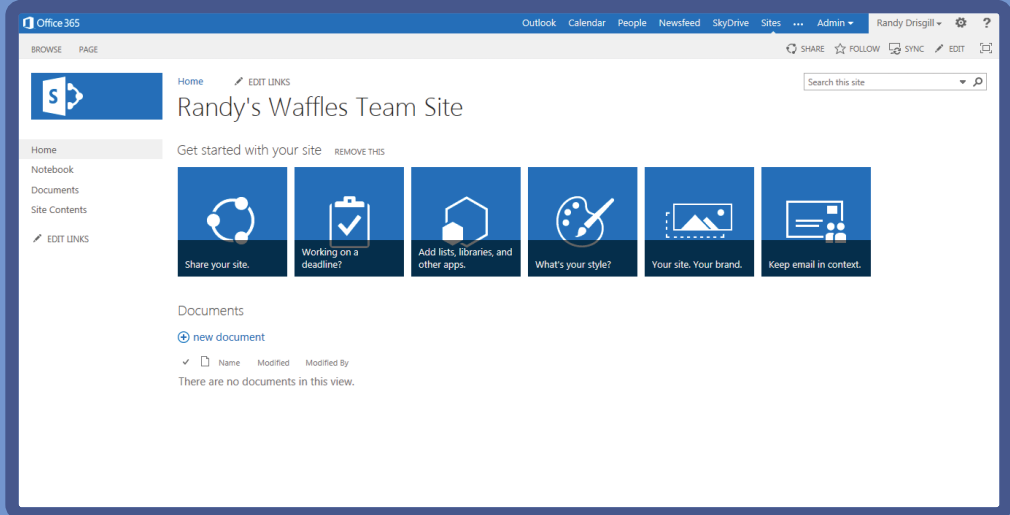 Office 365 Outlook Calendar People Newsfeed SkyDrive Sites ... Admin Randy Drisgill ?
BROWSE PAGE SHARE FOLLOW SYNC EDIT
S
Home EDIT LINKS
Search this site
Randy's Waffles Team Site
Home
Notebook
Documents
Site Contents
EDIT LINKS
Get started with your site REMOVE THIS
Share your site.
Working on a
deadline?
Add lists, libraries, and
other apps.
What's your style?
Your site. Your brand.
Keep email in context.
Documents
new document
Name Modified Modified By
There are no documents in this view.